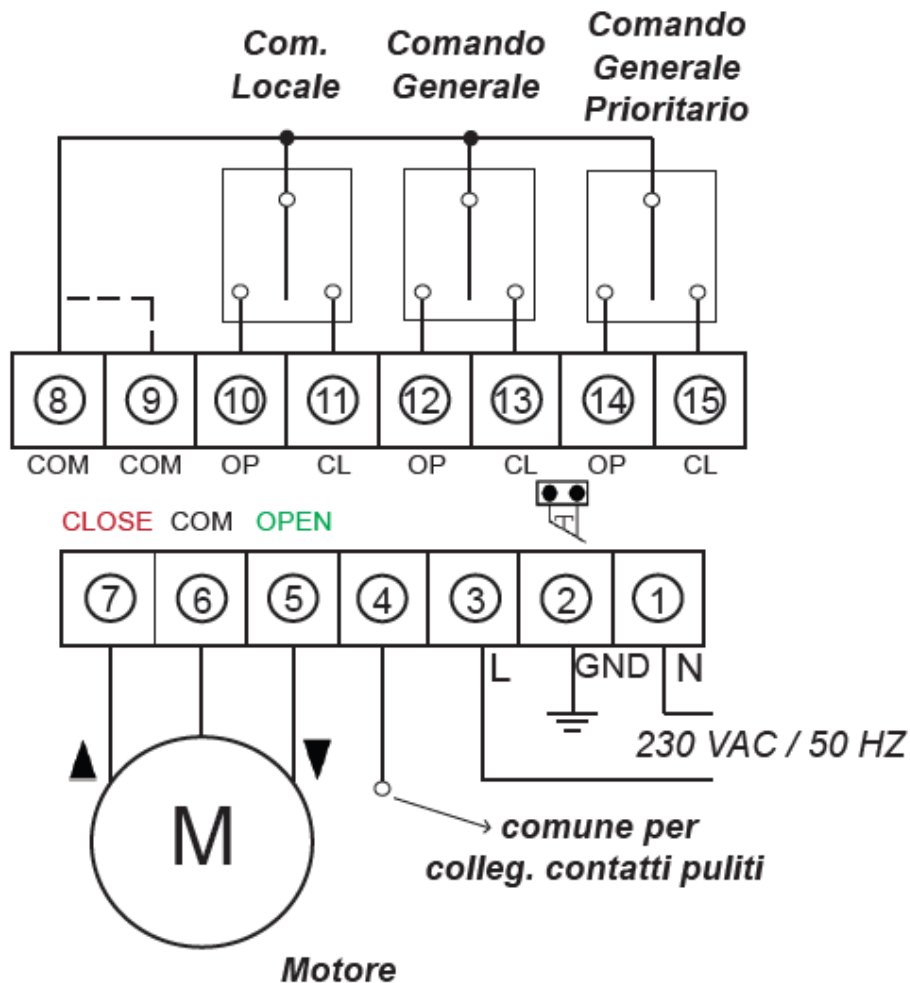 Com.
Locale
Comando
Generale
Comando
Generale
Prioritario
8 9 10 11 12 13 14 15
COM COM OP CL OP CL OP CL
CLOSE COM OPEN
7 6 5 4 3 2 1
L GND N
230 VAC / 50 HZ
M
comune per
colleg. contatti puliti
Motore